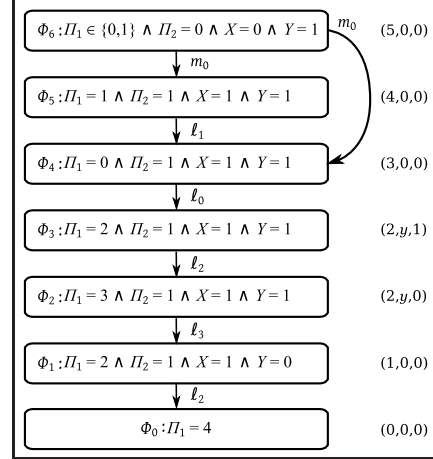 Φ₆ : Π₁ ∈ {0,1} ∧ Π₂ = 0 ∧ X = 0 ∧ Y = 1 m₀ (5,0,0)
m₀
Φ₅ : Π₁ = 1 ∧ Π₂ = 1 ∧ X = 1 ∧ Y = 1 (4,0,0)
ℓ₁
Φ₄ : Π₁ = 0 ∧ Π₂ = 1 ∧ X = 1 ∧ Y = 1 (3,0,0)
ℓ₀
Φ₃ : Π₁ = 2 ∧ Π₂ = 1 ∧ X = 1 ∧ Y = 1 (2,y,1)
ℓ₂
Φ₂ : Π₁ = 3 ∧ Π₂ = 1 ∧ X = 1 ∧ Y = 1 (2,y,0)
ℓ₃
Φ₁ : Π₁ = 2 ∧ Π₂ = 1 ∧ X = 1 ∧ Y = 0 (1,0,0)
ℓ₂
Φ₀ : Π₁ = 4 (0,0,0)